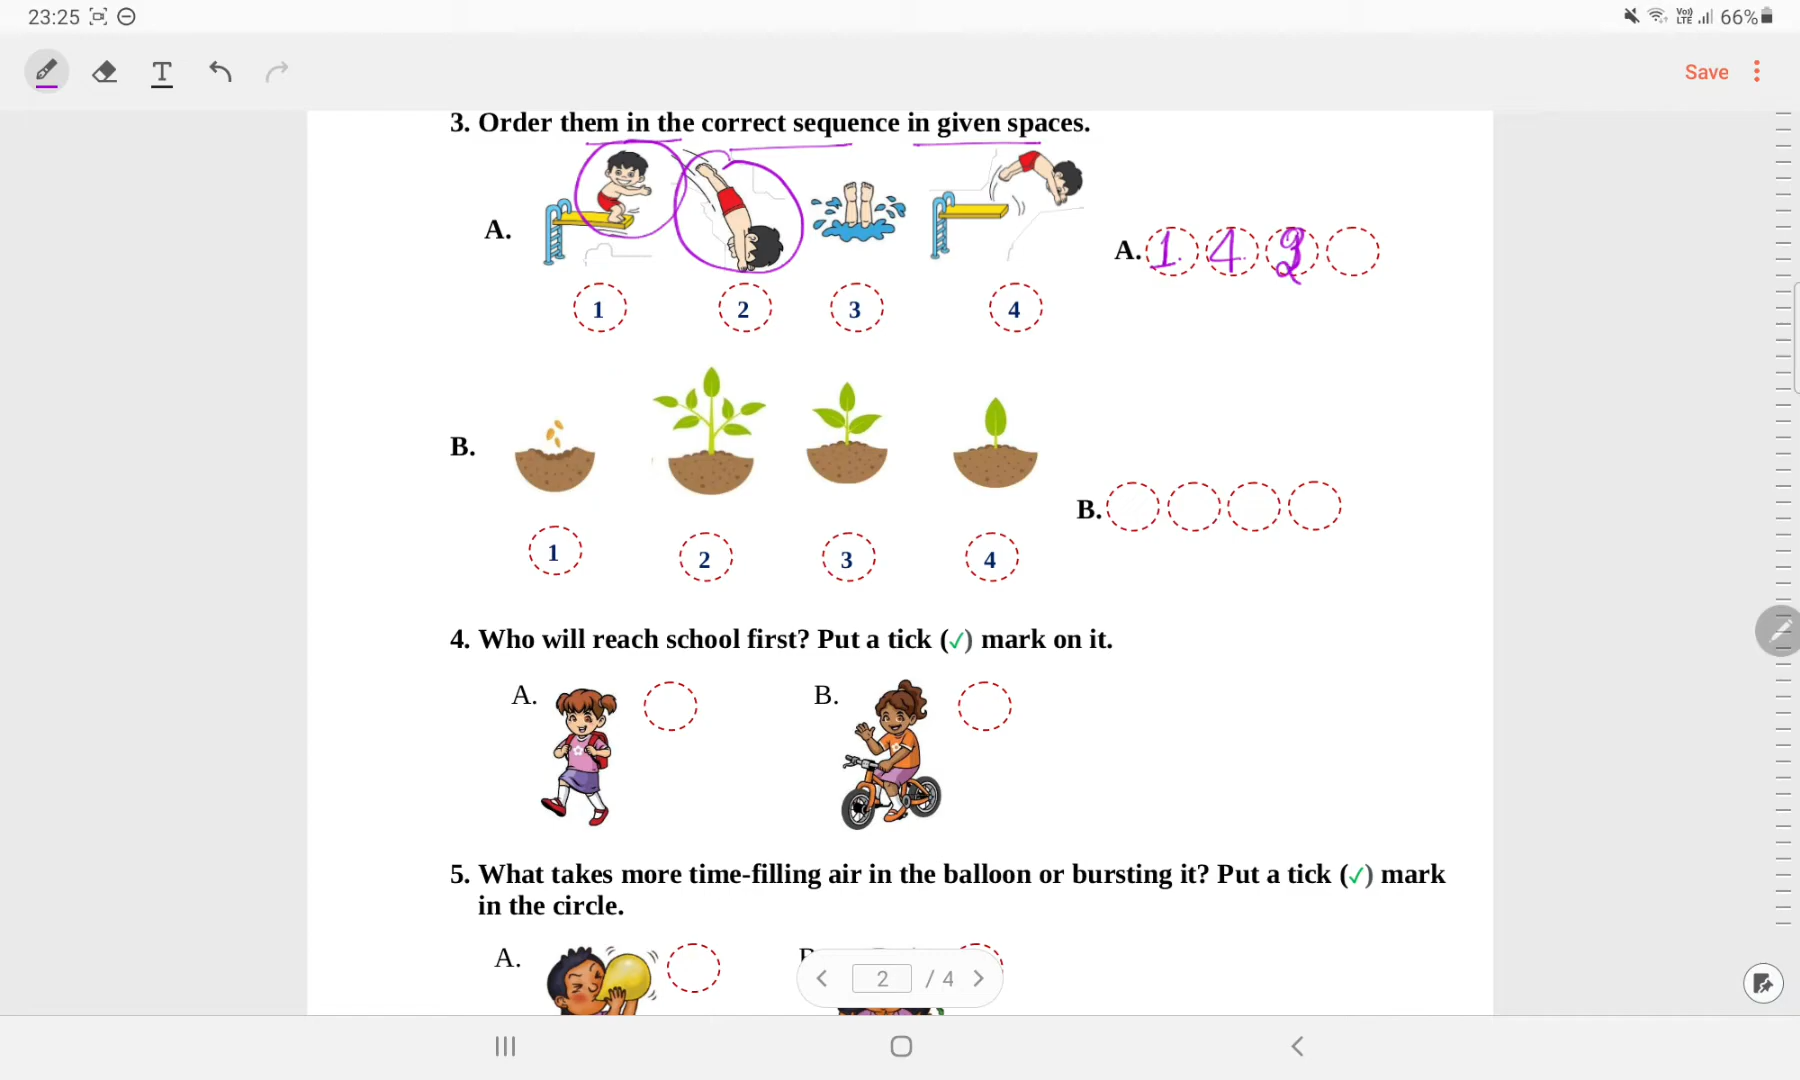 23:25
Vo))
LTE
66%
T
Save
3. Order them in the correct sequence in given spaces.
A.
A. 1. 4.
1 2 3 4
B.
B.
1 2 3 4
4. Who will reach school first? Put a tick (✓) mark on it.
A. B.
5. What takes more time-filling air in the balloon or bursting it? Put a tick (✓) mark
in the circle.
A.
2 / 4